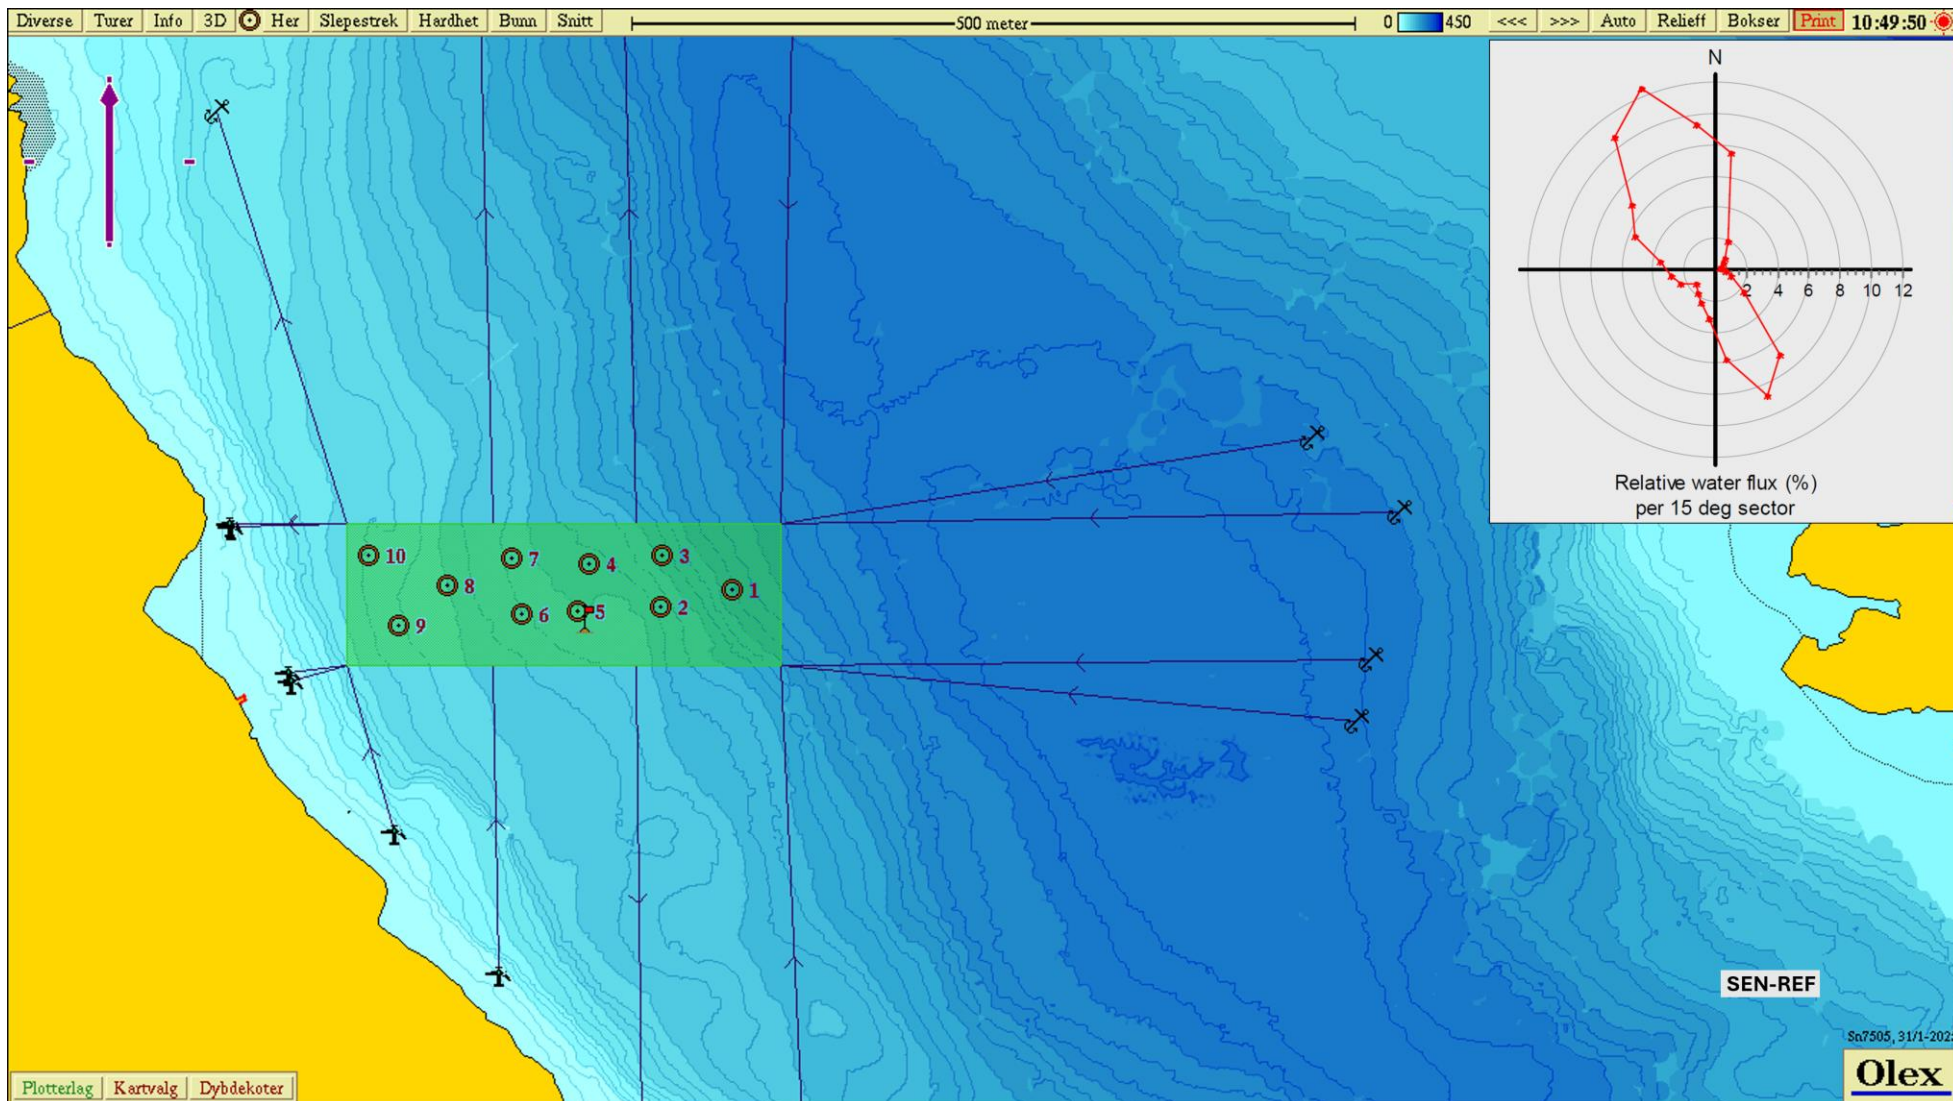 Diverse Turer Info 3D Her Slepestrek Hardhet Bunn Snitt 500 meter 0 450 <<< >>> Auto Relieff Bokser Print 10:49:50
N
2 4 6 8 10 12
Relative water flux (%)
per 15 deg sector
10 7 4 3
8 1
9 6 5 2
SEN-REF
Sn7505, 31/1-202
Olex
Plotterlag Kartvalg Dybdekoter